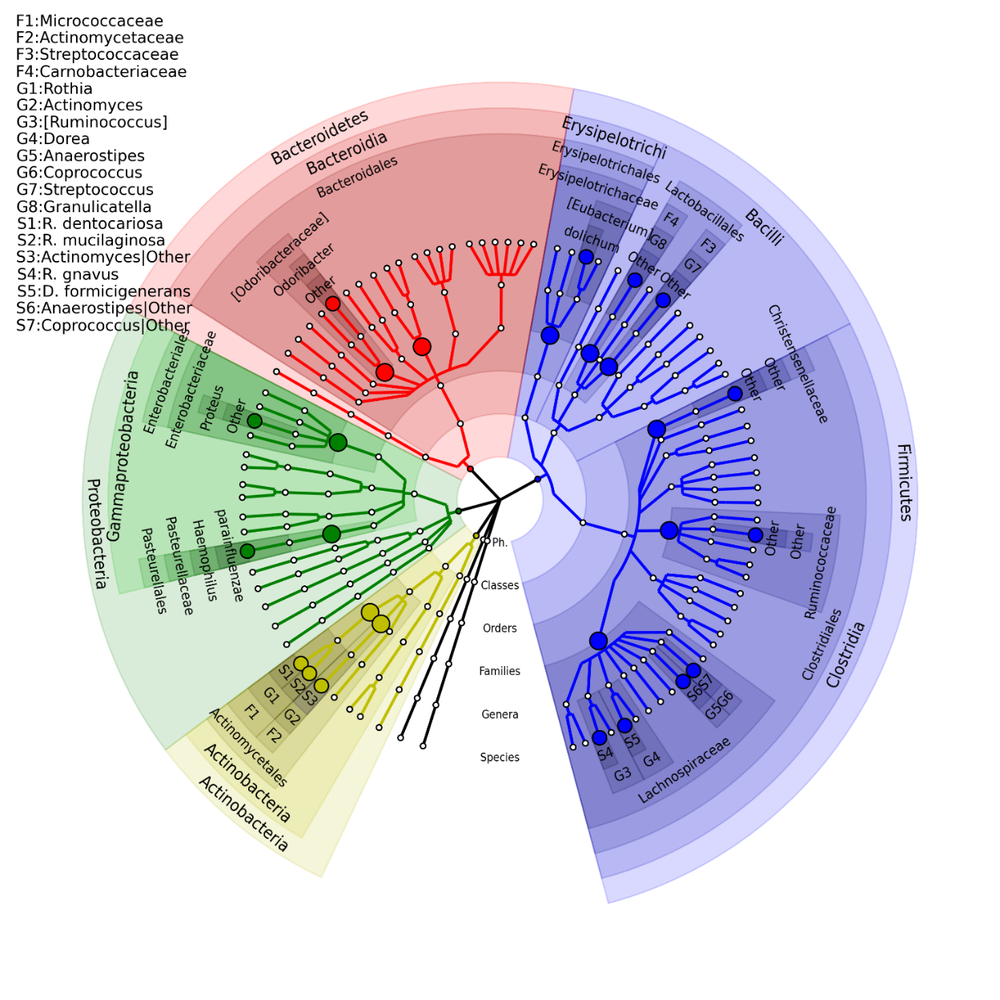 F1:Micrococcaceae
F2:Actinomycetaceae
F3:Streptococcaceae
F4:Carnobacteriaceae
G1:Rothia
G2:Actinomyces
G3:[Ruminococcus]
G4:Dorea
G5:Anaerostipes
G6:Coprococcus
G7:Streptococcus
G8:Granulicatella
S1:R. dentocariosa
S2:R. mucilaginosa
S3:Actinomyces|Other
S4:R. gnavus
S5:D. formicigenerans
S6:Anaerostipes|Other
S7:Coprococcus|Other
Bacteroidetes
Bacteroidia
Bacteroidales
[Odoribacteraceae]
Odoribacter
Other
Erysipelotrichi
Erysipelotrichales
Erysipelotrichaceae
[Eubacterium]
dolichum
Bacilli
Lactobacillales
F4
G8
Other
F3
G7
Other
Firmicutes
Clostridia
Clostridiales
Christensenellaceae
Other
Other
Ruminococcaceae
Other
Other
Lachnospiraceae
G5
G6
S6
S7
G4
S5
G3
S4
Proteobacteria
Gammaproteobacteria
Enterobacteriales
Enterobacteriaceae
Proteus
Other
Pasteurellales
Pasteurellaceae
Haemophilus
parainfluenzae
Actinobacteria
Actinobacteria
Actinomycetales
F1
F2
G1
G2
S1
S2
S3
Ph.
Classes
Orders
Families
Genera
Species